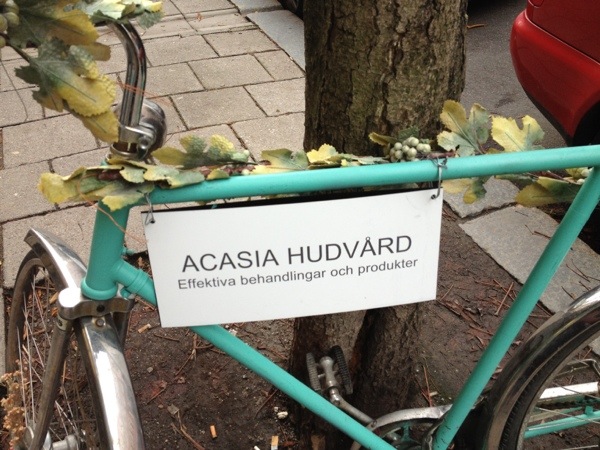 ACASIA HUDVÅRD
Effektiva behandlingar och produkter